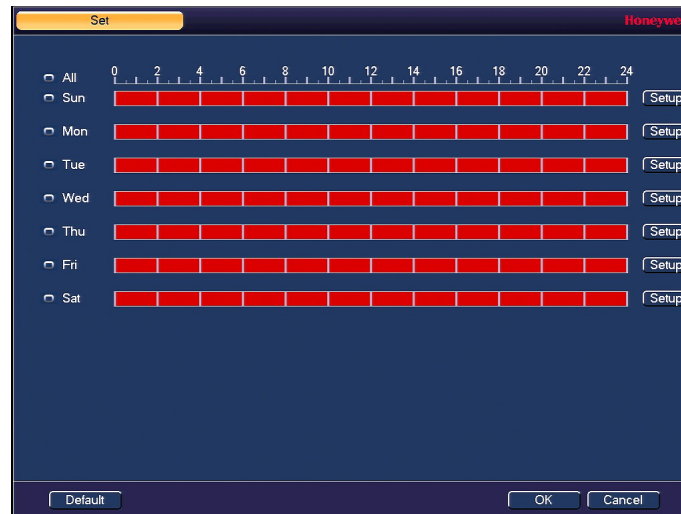 Set Honeywe
All 0 2 4 6 8 10 12 14 16 18 20 22 24
Sun Setup
Mon Setup
Tue Setup
Wed Setup
Thu Setup
Fri Setup
Sat Setup
Default OK Cancel